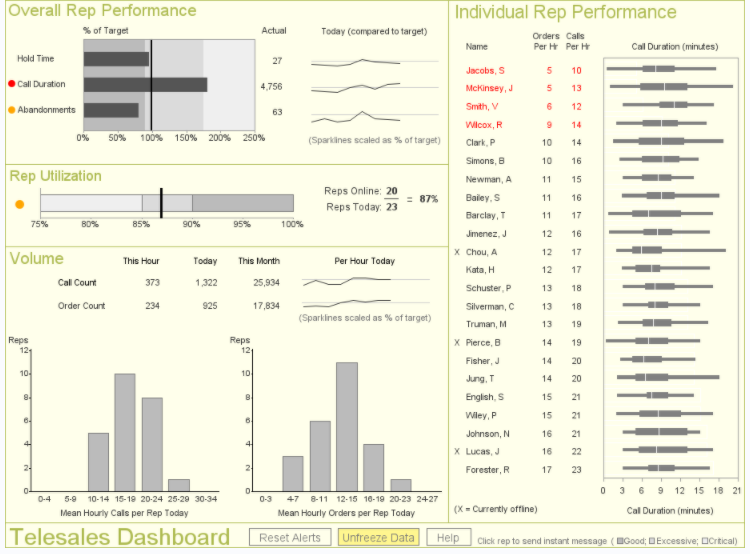 Overall Rep Performance
% of Target
Actual
Today (compared to target)
Hold Time
27
Call Duration
4,756
Abandonments
63
0% 50% 100% 150% 200% 250%
(Sparklines scaled as % of target)
Rep Utilization
75% 80% 85% 90% 95% 100%
Reps Online: 20
Reps Today: 23
= 87%
Volume
This Hour Today This Month Per Hour Today
Call Count 373 1,322 25,934
Order Count 234 925 17,834
(Sparklines scaled as % of target)
Reps
12
10
8
6
4
2
0
0-4 5-9 10-14 15-19 20-24 25-29 30-34
Mean Hourly Calls per Rep Today
Reps
12
10
8
6
4
2
0
0-3 4-7 8-11 12-15 16-19 20-23 24-27
Mean Hourly Orders per Rep Today
Individual Rep Performance
Orders Calls
Name Per Hr Per Hr Call Duration (minutes)
Jacobs, S 5 10
McKinsey, J 5 13
Smith, V 6 12
Wilcox, R 9 14
Clark, P 10 14
Simons, B 10 16
Newman, A 11 15
Bailey, S 11 16
Barclay, T 11 17
Jimenez, J 12 16
X Chou, A 12 17
Kata, H 12 17
Schuster, P 13 18
Silverman, C 13 18
Truman, M 13 19
X Pierce, B 14 19
Fisher, J 14 20
Jung, T 14 20
English, S 15 21
Wiley, P 15 21
Johnson, N 16 21
X Lucas, J 16 22
Forester, R 17 23
0 3 6 9 12 15 18 21
(X = Currently offline)
Call Duration (minutes)
Telesales Dashboard
Reset Alerts
Unfreeze Data
Help
Click rep to send instant message ( Good; Excessive; Critical)